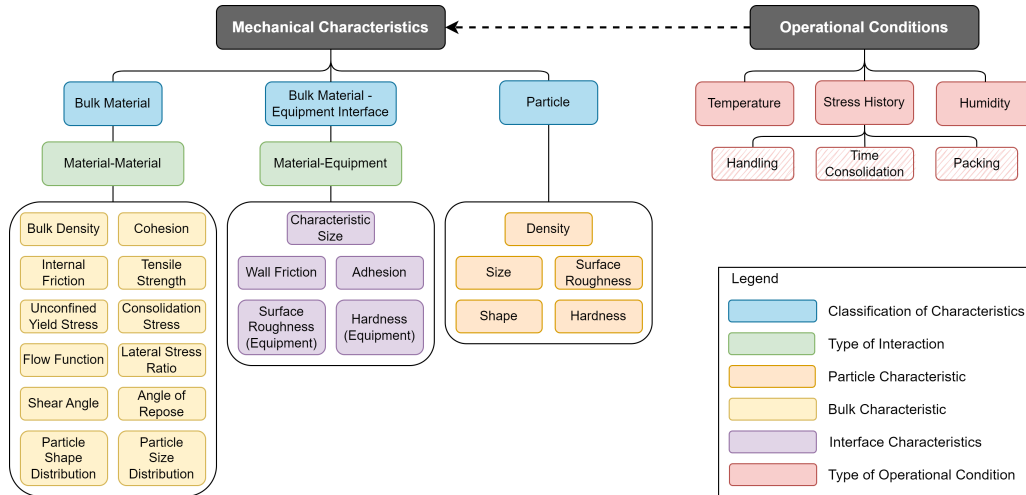 Mechanical Characteristics
Operational Conditions
Bulk Material
Bulk Material -
Equipment Interface
Particle
Temperature
Stress History
Humidity
Material-Material
Material-Equipment
Handling
Time
Consolidation
Packing
Bulk Density
Cohesion
Internal
Friction
Tensile
Strength
Unconfined
Yield Stress
Consolidation
Stress
Flow Function
Lateral Stress
Ratio
Shear Angle
Angle of
Repose
Particle
Shape
Distribution
Particle
Size
Distribution
Characteristic
Size
Wall Friction
Adhesion
Surface
Roughness
(Equipment)
Hardness
(Equipment)
Density
Size
Surface
Roughness
Shape
Hardness
Legend
Classification of Characteristics
Type of Interaction
Particle Characteristic
Bulk Characteristic
Interface Characteristics
Type of Operational Condition